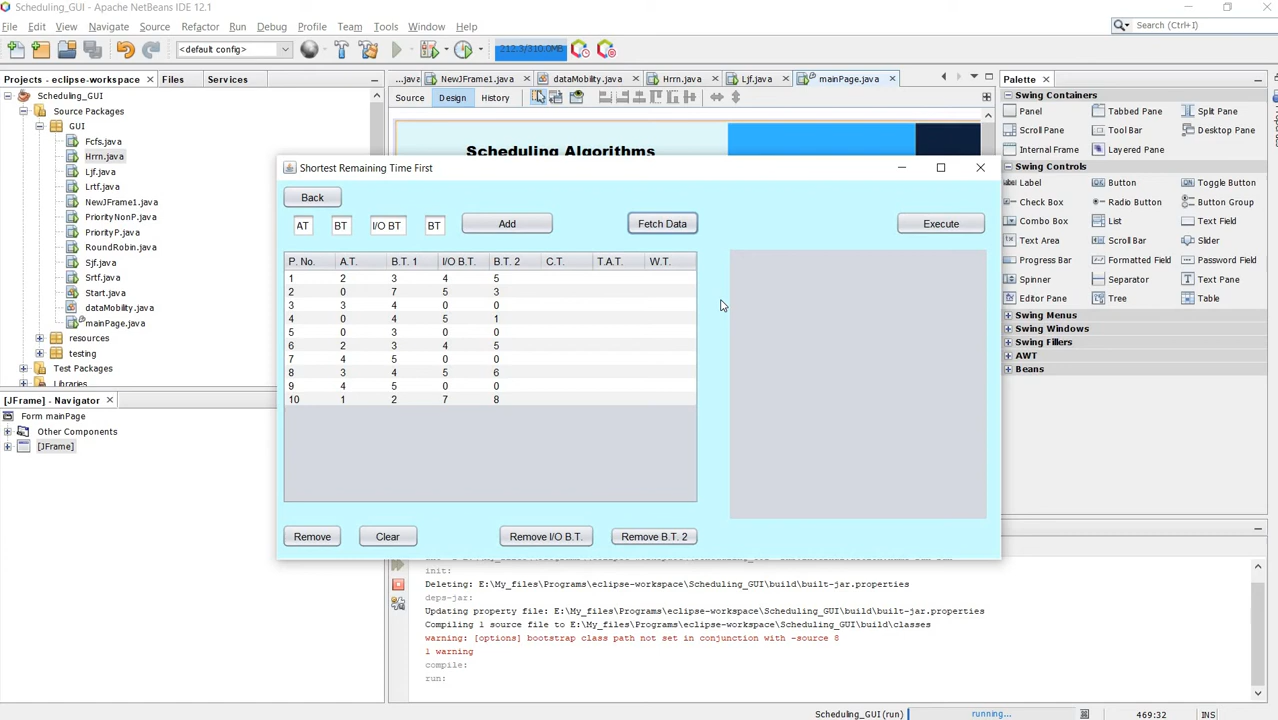 Scheduling_GUI - Apache NetBeans IDE 12.1
File Edit View Navigate Source Refactor Run Debug Profile Team Tools Window Help
Search (Ctrl+I)
<default config>
212.3/310.0MB
Projects - eclipse-workspace Files Services
...java NewJFrame1.java dataMobility.java Hrrn.java Ljf.java mainPage.java
Palette
Source Design History
Scheduling_GUI
Source Packages
GUI
Fcfs.java
Hrrn.java
Ljf.java
Lrtf.java
NewJFrame1.java
PriorityNonP.java
PriorityP.java
RoundRobin.java
Sjf.java
Srtf.java
Start.java
dataMobility.java
mainPage.java
resources
testing
Test Packages
Libraries
[JFrame] - Navigator
Form mainPage
Other Components
[JFrame]
Scheduling Algorithms
Shortest Remaining Time First
Back
AT BT I/O BT BT Add Fetch Data Execute
P. No. A.T. B.T. 1 I/O B.T. B.T. 2 C.T. T.A.T. W.T.
1 2 3 4 5
2 0 7 5 3
3 3 4 0 0
4 0 4 5 1
5 0 3 0 0
6 2 3 4 5
7 4 5 0 0
8 3 4 5 6
9 4 5 0 0
10 1 2 7 8
Remove Clear Remove I/O B.T. Remove B.T. 2
Swing Containers
Panel Tabbed Pane Split Pane
Scroll Pane Tool Bar Desktop Pane
Internal Frame Layered Pane
Swing Controls
Label Button Toggle Button
Check Box Radio Button Button Group
Combo Box List Text Field
Text Area Scroll Bar Slider
Progress Bar Formatted Field Password Field
Spinner Separator Text Pane
Editor Pane Tree Table
Swing Menus
Swing Windows
Swing Fillers
AWT
Beans
init:
Deleting: E:\My_files\Programs\eclipse-workspace\Scheduling_GUI\build\built-jar.properties
deps-jar:
Updating property file: E:\My_files\Programs\eclipse-workspace\Scheduling_GUI\build\built-jar.properties
Compiling 1 source file to E:\My_files\Programs\eclipse-workspace\Scheduling_GUI\build\classes
warning: [options] bootstrap class path not set in conjunction with -source 8
1 warning
compile:
run:
Scheduling_GUI (run) running... 469:32 INS